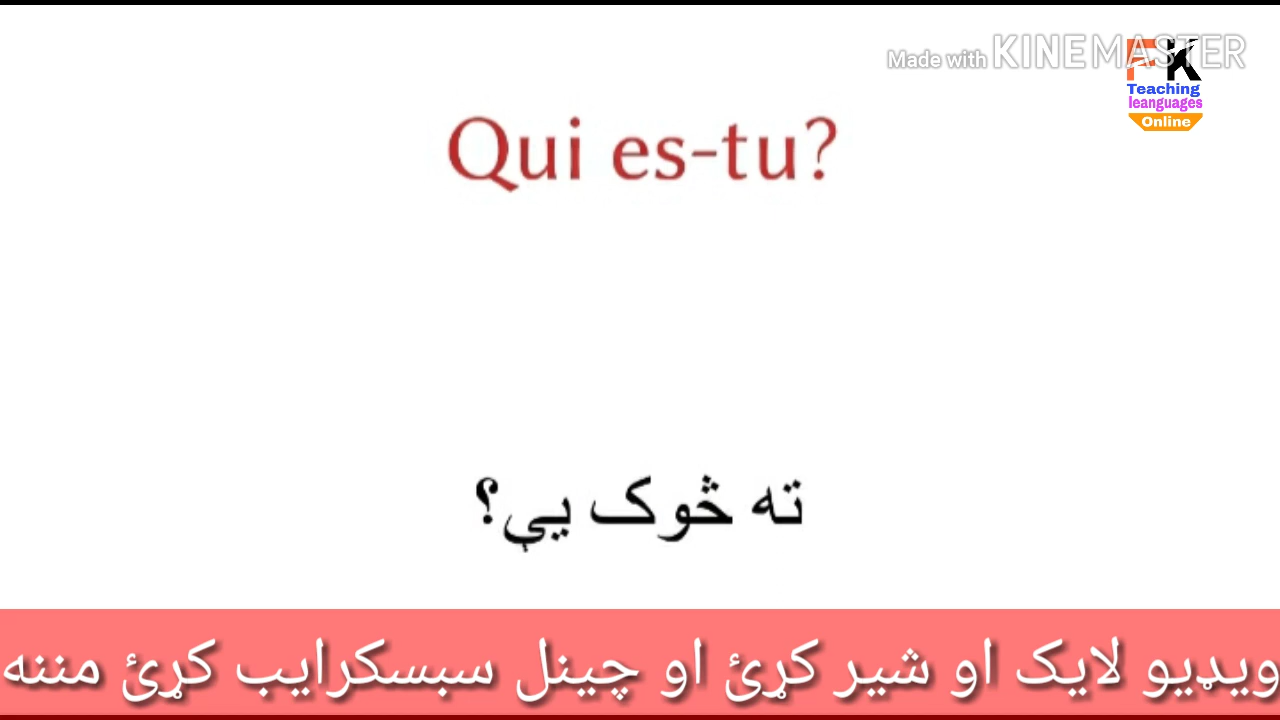 Made with KINEMASTER
FK
Teaching
leanguages
Online
Qui es-tu?
ته څوک یې؟
ویډیو لایک او شیر کړئ او چینل سبسکرایب کړئ مننه